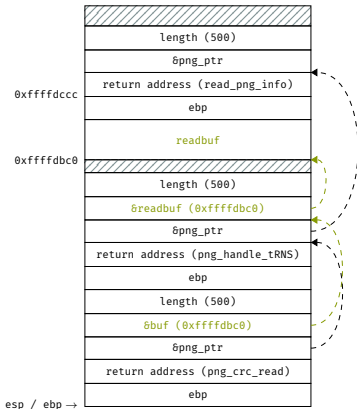 length (500)
&png_ptr
return address (read_png_info)
0xffffdccc
ebp
readbuf
0xffffdbc0
length (500)
&readbuf (0xffffdbc0)
&png_ptr
return address (png_handle_tRNS)
ebp
length (500)
&buf (0xffffdbc0)
&png_ptr
return address (png_crc_read)
ebp
esp / ebp →